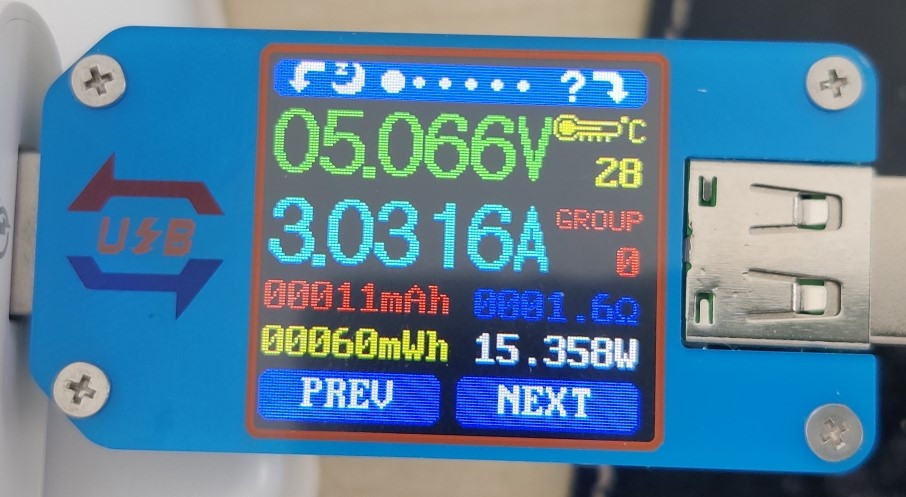 ?
05.066V
°C
28
3.0316A
GROUP
0
00011mAh
0001.6Ω
00060mWh
15.358W
PREV
NEXT
USB